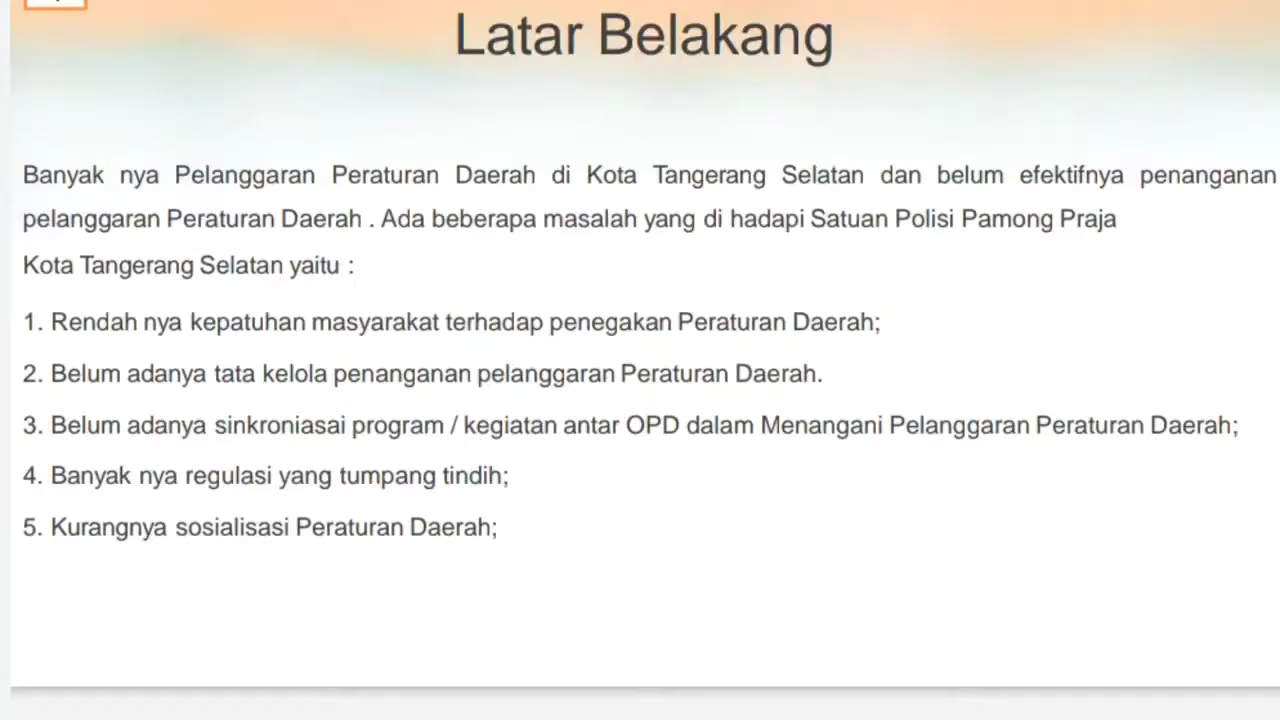 Latar Belakang
Banyak nya Pelanggaran Peraturan Daerah di Kota Tangerang Selatan dan belum efektifnya penanganan
pelanggaran Peraturan Daerah . Ada beberapa masalah yang di hadapi Satuan Polisi Pamong Praja
Kota Tangerang Selatan yaitu :
1. Rendah nya kepatuhan masyarakat terhadap penegakan Peraturan Daerah;
2. Belum adanya tata kelola penanganan pelanggaran Peraturan Daerah.
3. Belum adanya sinkroniasai program / kegiatan antar OPD dalam Menangani Pelanggaran Peraturan Daerah;
4. Banyak nya regulasi yang tumpang tindih;
5. Kurangnya sosialisasi Peraturan Daerah;